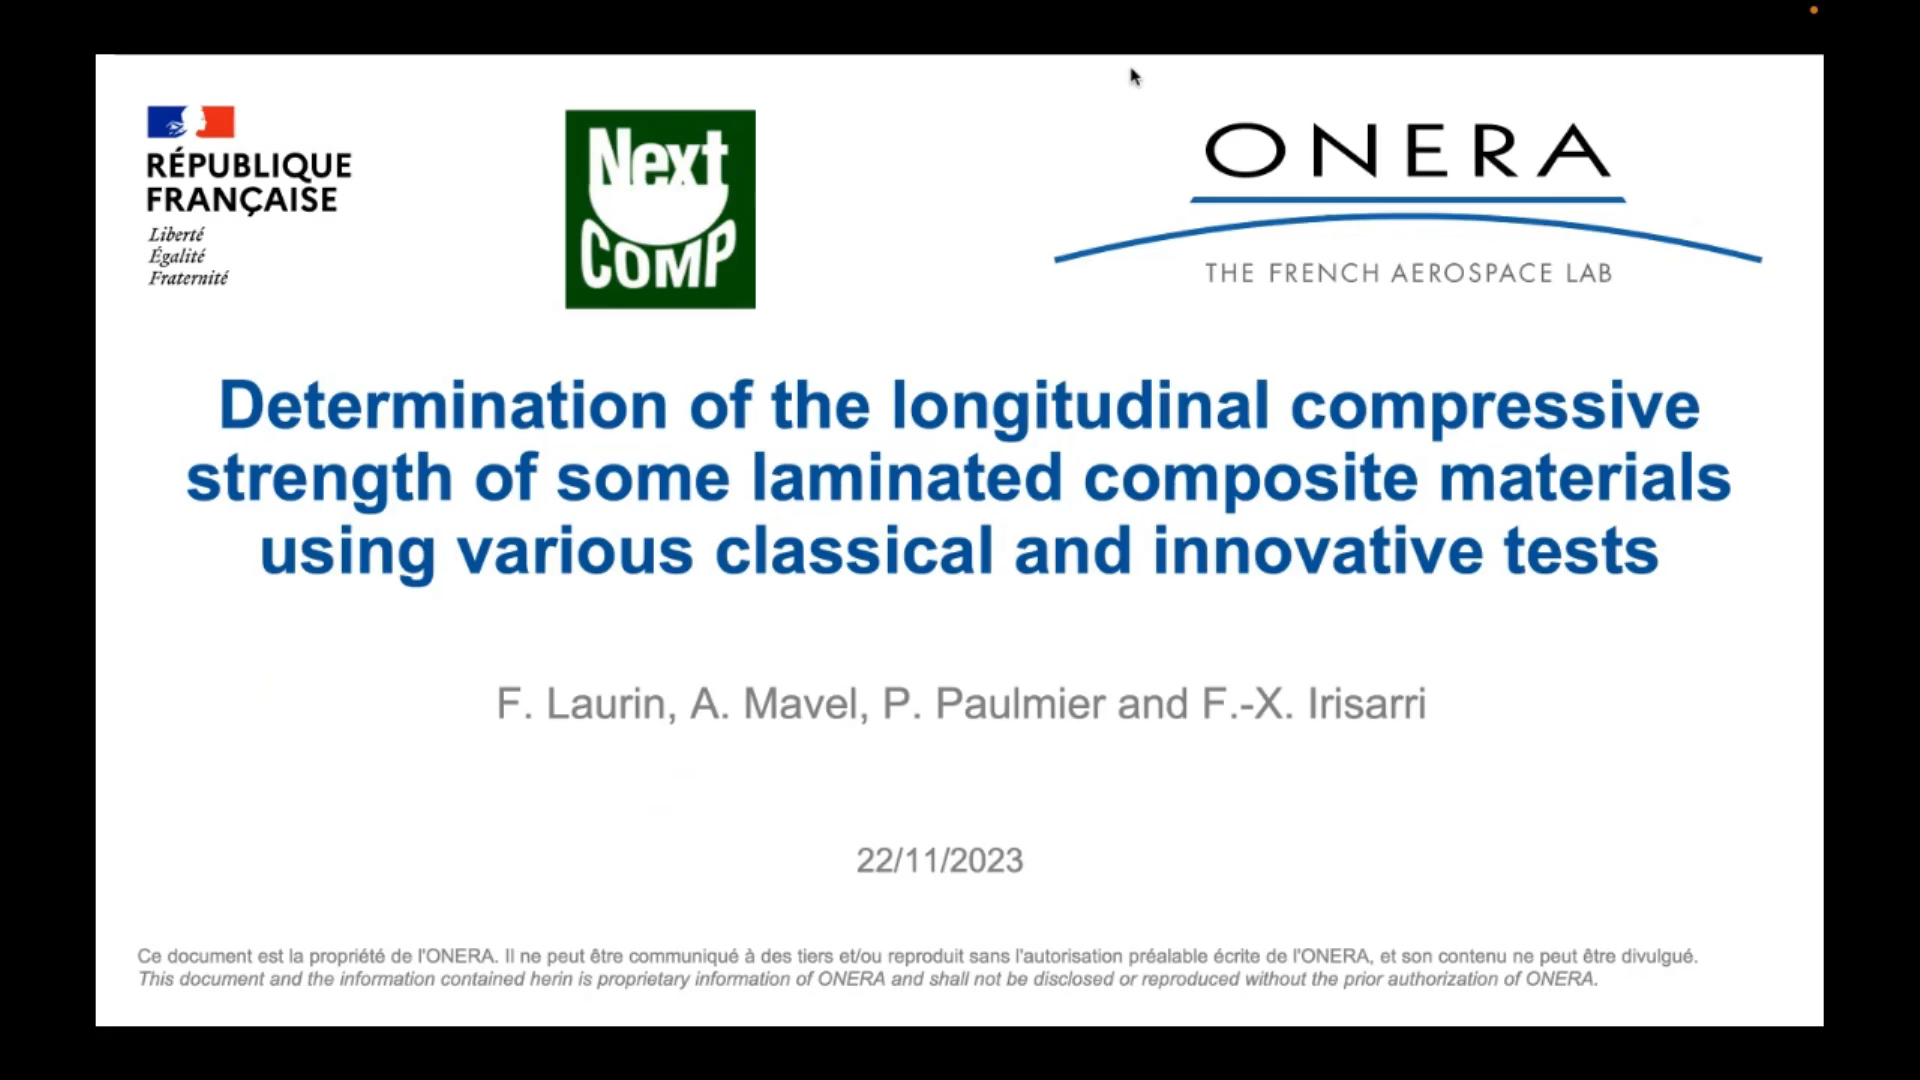 RÉPUBLIQUE
FRANÇAISE
Liberté
Égalité
Fraternité
Next
COMP
ONERA
THE FRENCH AEROSPACE LAB
Determination of the longitudinal compressive
strength of some laminated composite materials
using various classical and innovative tests
F. Laurin, A. Mavel, P. Paulmier and F.-X. Irisarri
22/11/2023
Ce document est la propriété de l'ONERA. Il ne peut être communiqué à des tiers et/ou reproduit sans l'autorisation préalable écrite de l'ONERA, et son contenu ne peut être divulgué.
This document and the information contained herin is proprietary information of ONERA and shall not be disclosed or reproduced without the prior authorization of ONERA.